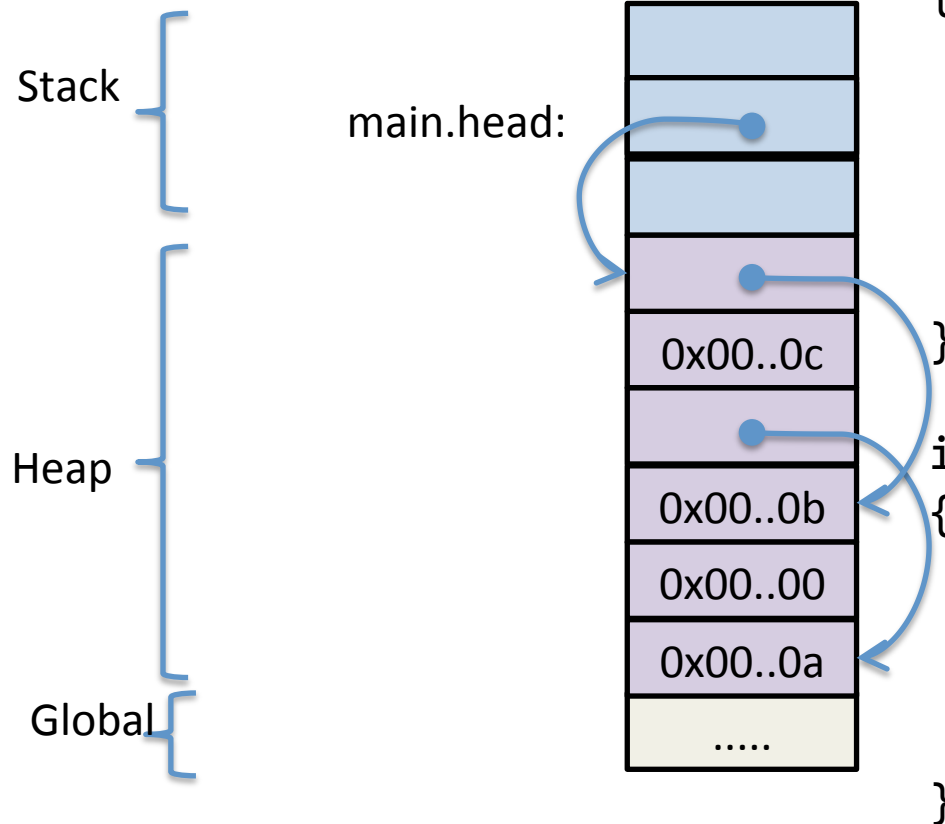 Stack
main.head:
}
0x00..0c
i
Heap
0x00..0b
{
0x00..00
0x00..0a
Global
.....
}